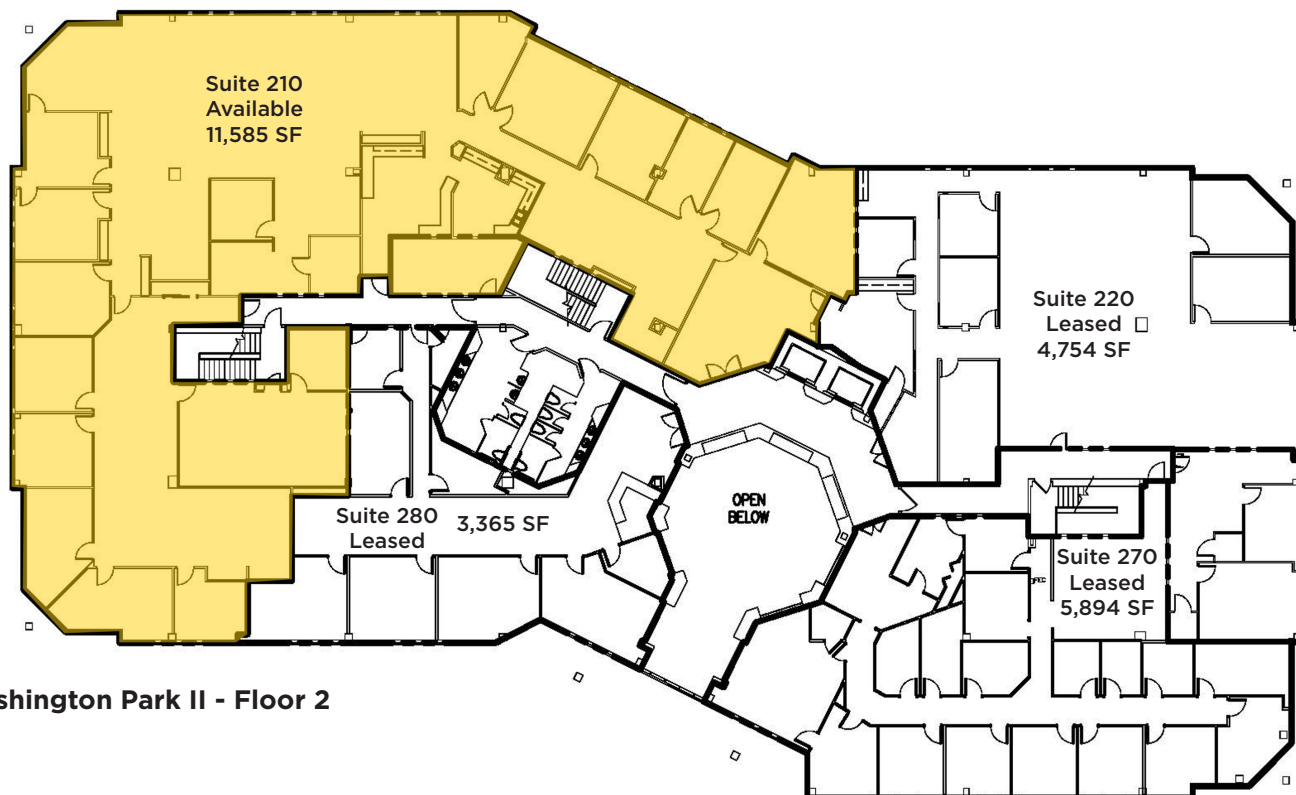 Suite 210
Available
11,585 SF
Suite 220
Leased
4,754 SF
OPEN
BELOW
Suite 280
Leased
3,365 SF
Suite 270
Leased
5,894 SF
shington Park II - Floor 2